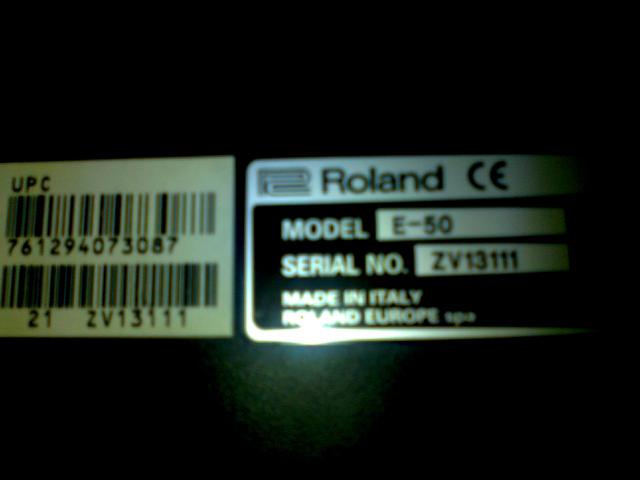 UPC
761294073087
21 ZV13111
Roland CE
MODEL E-50
SERIAL NO. ZV13111
MADE IN ITALY
ROLAND EUROPE spa